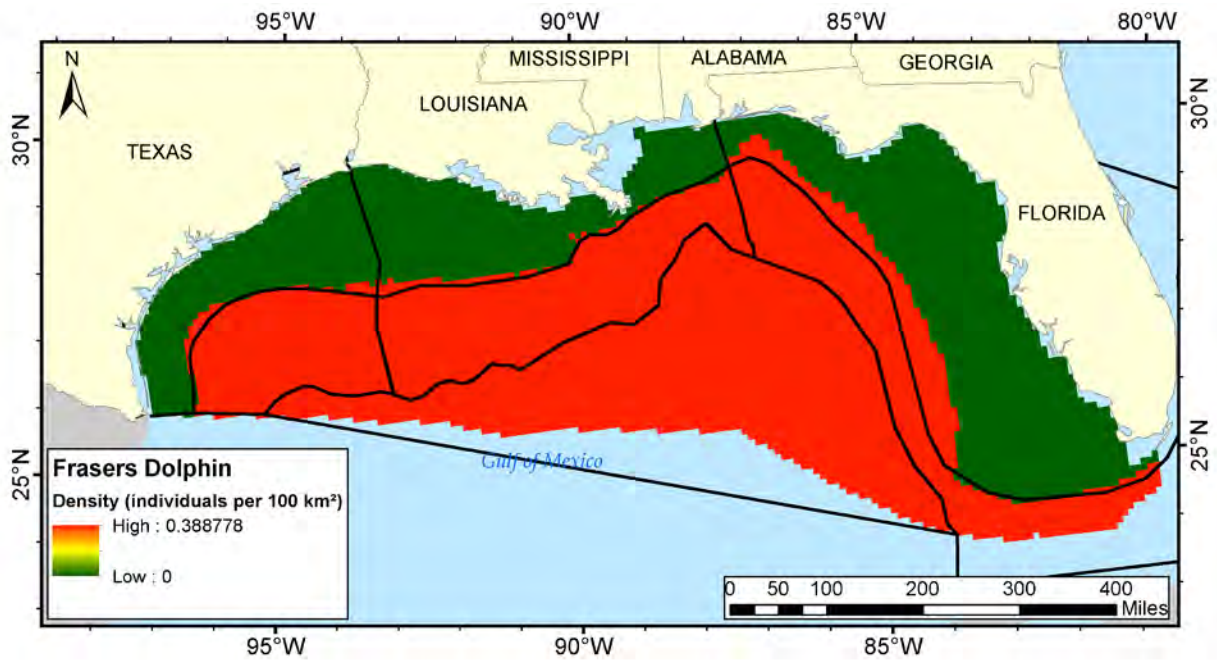 95°W
90°W
85°W
80°W
N
MISSISSIPPI
ALABAMA
GEORGIA
LOUISIANA
TEXAS
30°N
30°N
FLORIDA
25°N
25°N
Gulf of Mexico
Frasers Dolphin
Density (individuals per 100 km²)
High : 0.388778
Low : 0
0 50 100 200 300 400
Miles
95°W
90°W
85°W
80°W